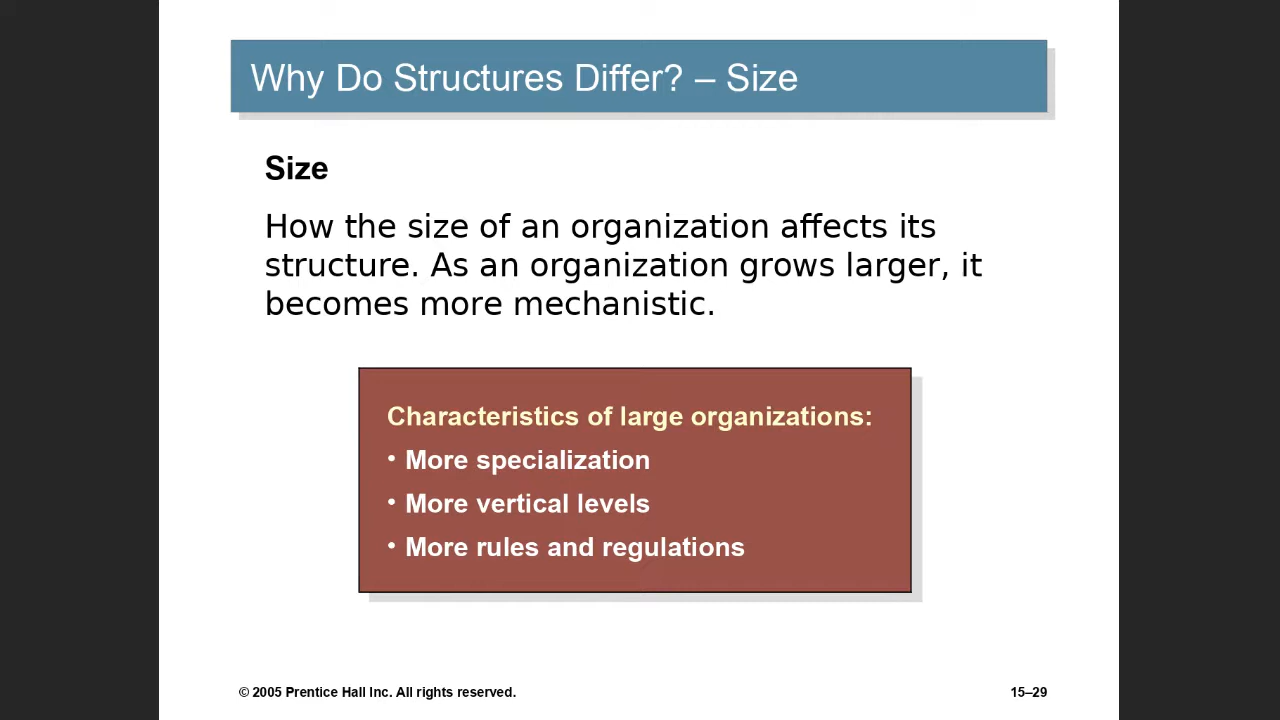 Why Do Structures Differ? – Size
Size
How the size of an organization affects its
structure. As an organization grows larger, it
becomes more mechanistic.
Characteristics of large organizations:
• More specialization
• More vertical levels
• More rules and regulations
© 2005 Prentice Hall Inc. All rights reserved.
15–29